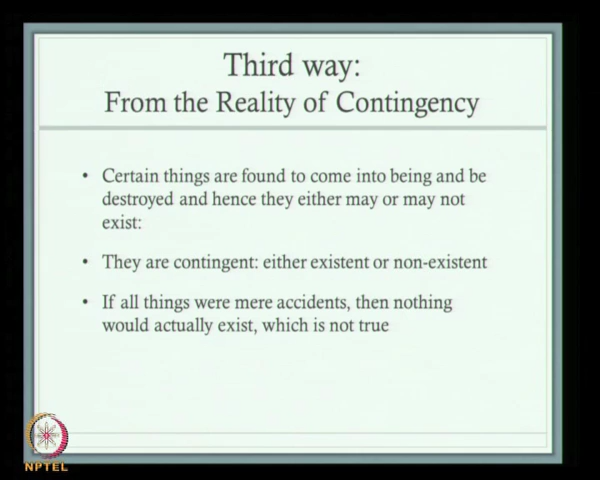 Third way:
From the Reality of Contingency
• Certain things are found to come into being and be
destroyed and hence they either may or may not
exist:
• They are contingent: either existent or non-existent
• If all things were mere accidents, then nothing
would actually exist, which is not true
NPTEL